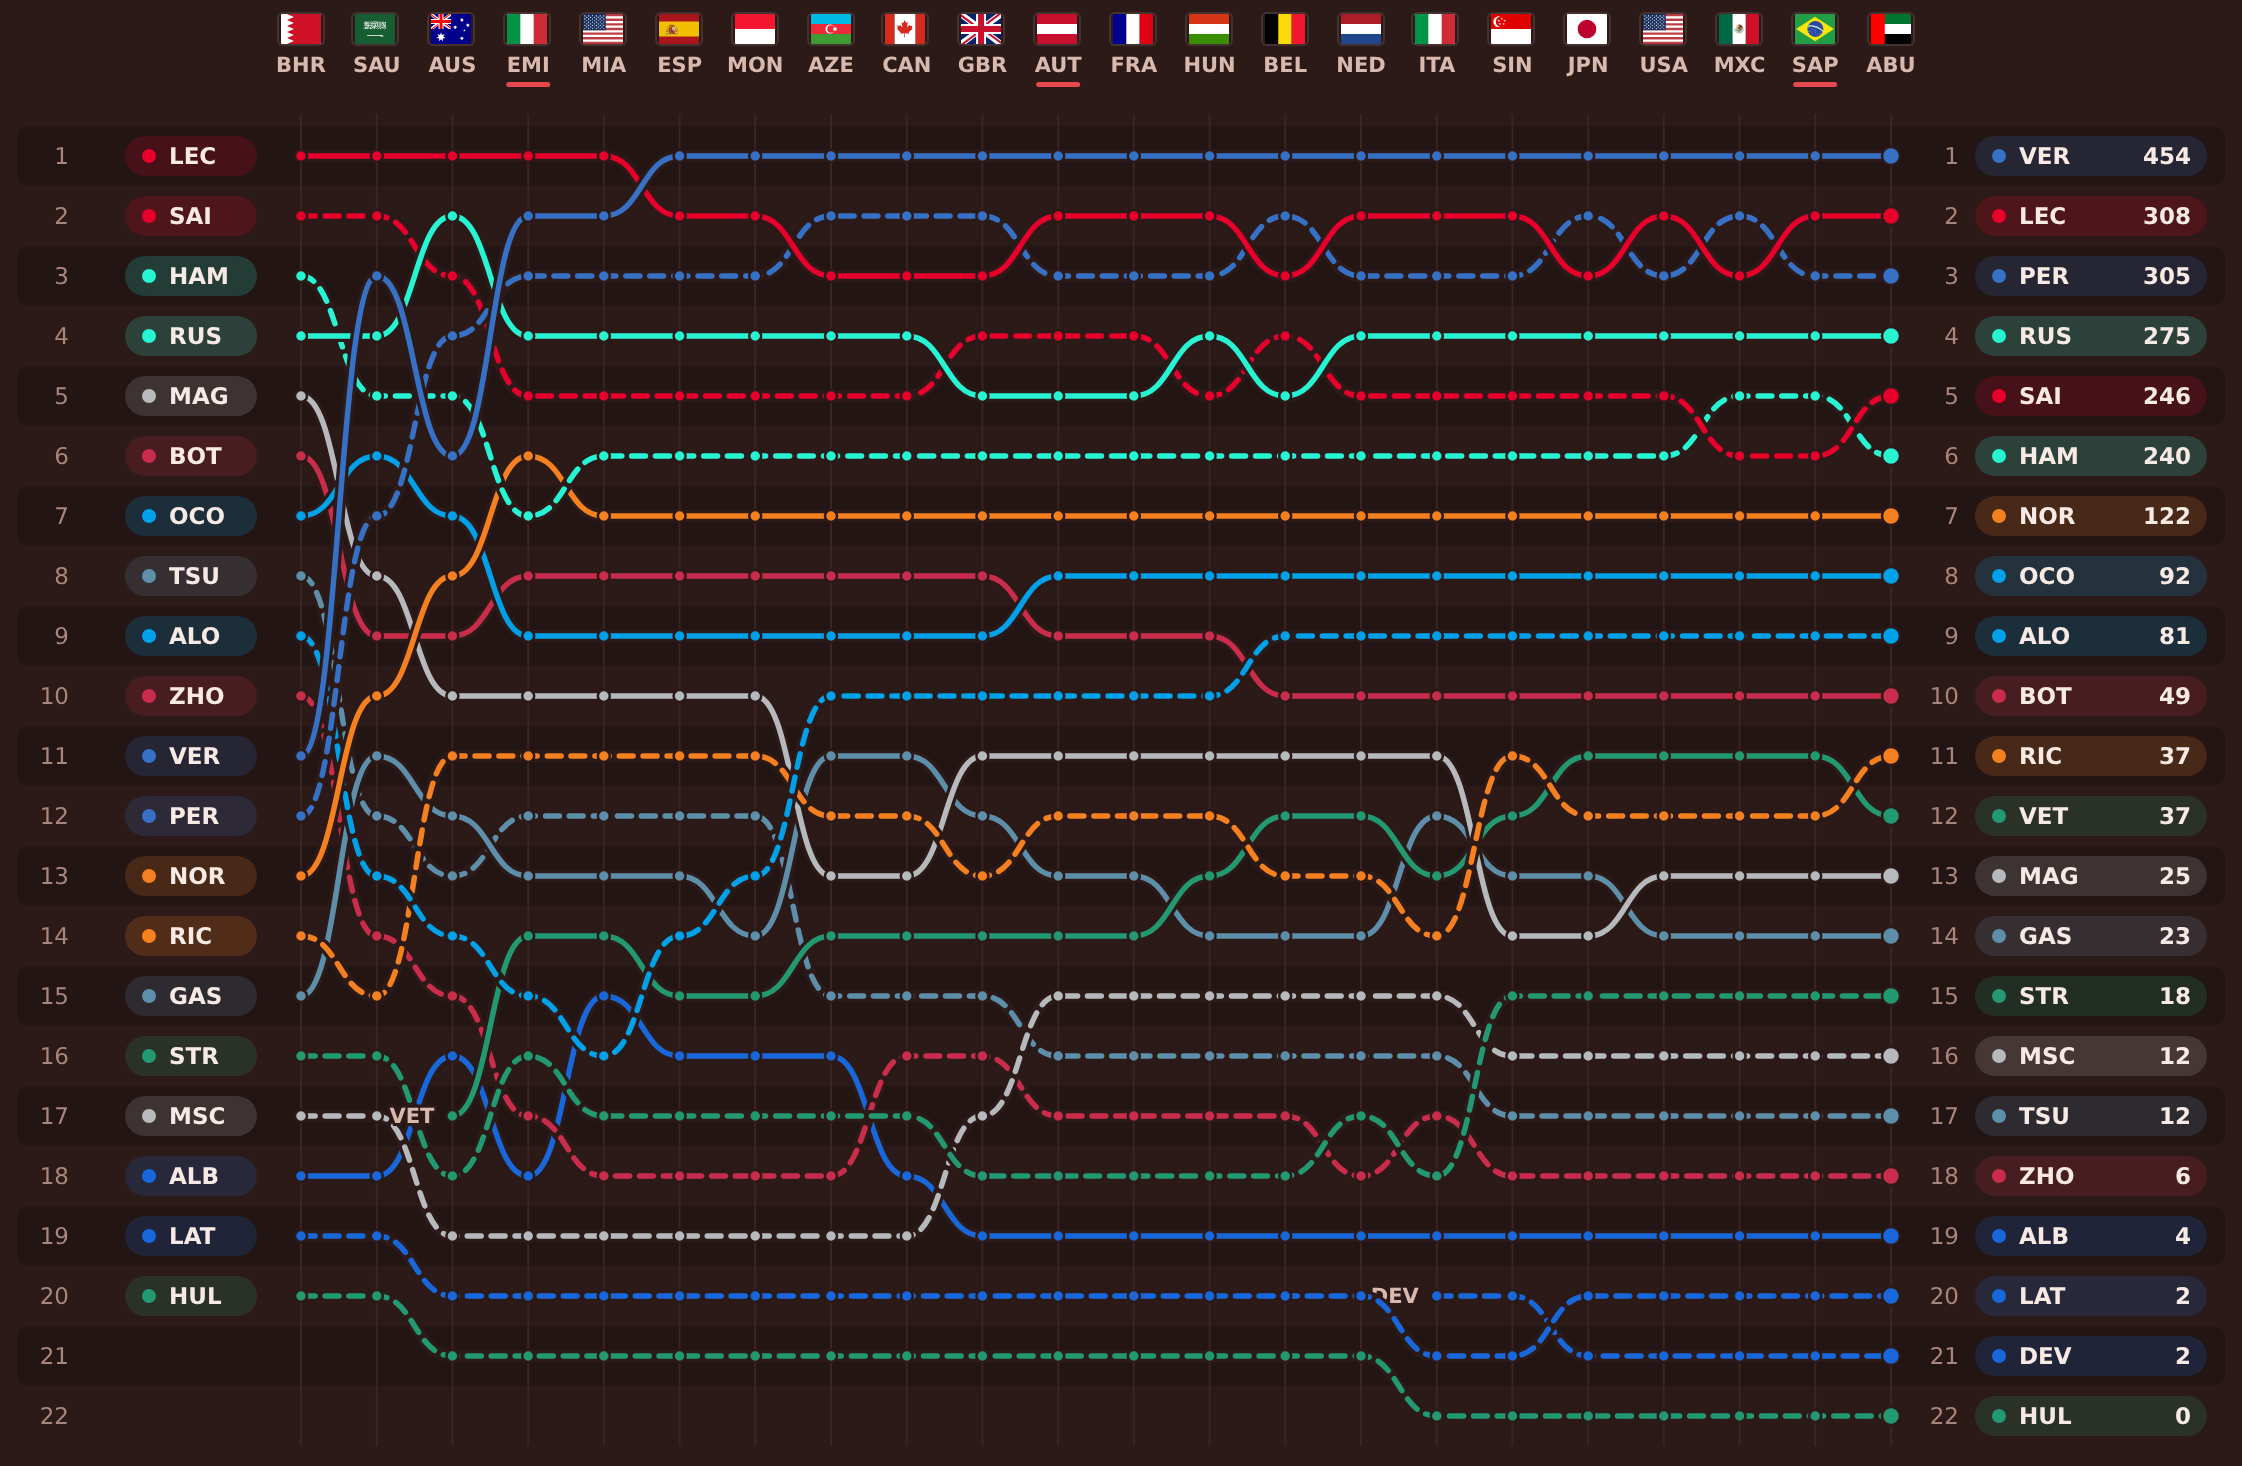 BHR SAU AUS EMI MIA ESP MON AZE CAN GBR AUT FRA HUN BEL NED ITA SIN JPN USA MXC SAP ABU
1 LEC 1 VER 454
2 SAI 2 LEC 308
3 HAM 3 PER 305
4 RUS 4 RUS 275
5 MAG 5 SAI 246
6 BOT 6 HAM 240
7 OCO 7 NOR 122
8 TSU 8 OCO 92
9 ALO 9 ALO 81
10 ZHO 10 BOT 49
11 VER 11 RIC 37
12 PER 12 VET 37
13 NOR 13 MAG 25
14 RIC 14 GAS 23
15 GAS 15 STR 18
16 STR 16 MSC 12
17 MSC VET 17 TSU 12
18 ALB 18 ZHO 6
19 LAT 19 ALB 4
20 HUL DEV 20 LAT 2
21 21 DEV 2
22 22 HUL 0